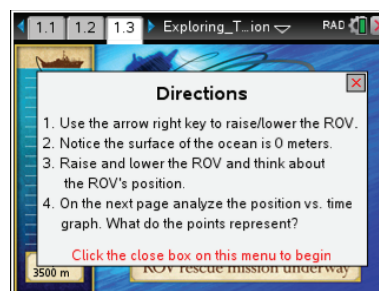 1.1 1.2 1.3 Exploring_T...ion RAD
Directions
1. Use the arrow right key to raise/lower the ROV.
2. Notice the surface of the ocean is 0 meters.
3. Raise and lower the ROV and think about
the ROV's position.
4. On the next page analyze the position vs. time
graph. What do the points represent?
Click the close box on this menu to begin
3500 m ROV rescue mission underway